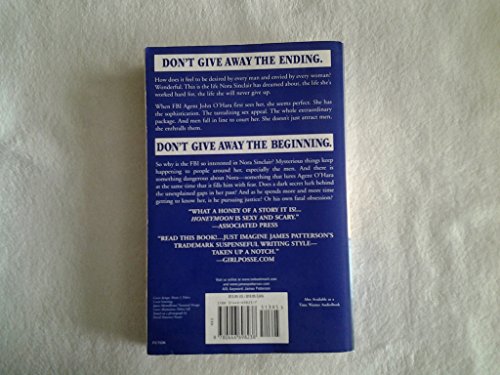 DON'T GIVE AWAY THE ENDING.
How does it feel to be desired by every man and envied by every woman?
Wonderful. This is the life Nora Sinclair has dreamed about, the life she's
worked hard for, the life she will never give up.
When FBI Agent John O'Hara first sees her, she seems perfect. She has
the sophistication. The tantalizing sex appeal. The whole extraordinary
package. And men fall in line to court her. She doesn't just attract men, she
enthralls them.
DON'T GIVE AWAY THE BEGINNING.
So why is the FBI so interested in Nora Sinclair? Mysterious things keep
happening to people around her, especially the men. And there is
something dangerous about Nora—something that lures Agent O'Hara
at the same time that it fills him with fear. Does a dark secret lurk behind
the unexplained gaps in her past? And as he spends more and more time
getting to know her, is he pursuing justice? Or his own fatal obsession?
"WHAT A HONEY OF A STORY IT IS!...
HONEYMOON IS SEXY AND SCARY."
—ASSOCIATED PRESS
"READ THIS BOOK!...JUST IMAGINE JAMES PATTERSON'S
TRADEMARK SUSPENSEFUL WRITING STYLE—
TAKEN UP A NOTCH."
—GIRLPOSSE.COM
Also Available as a
Time Warner AudioBook
FICTION